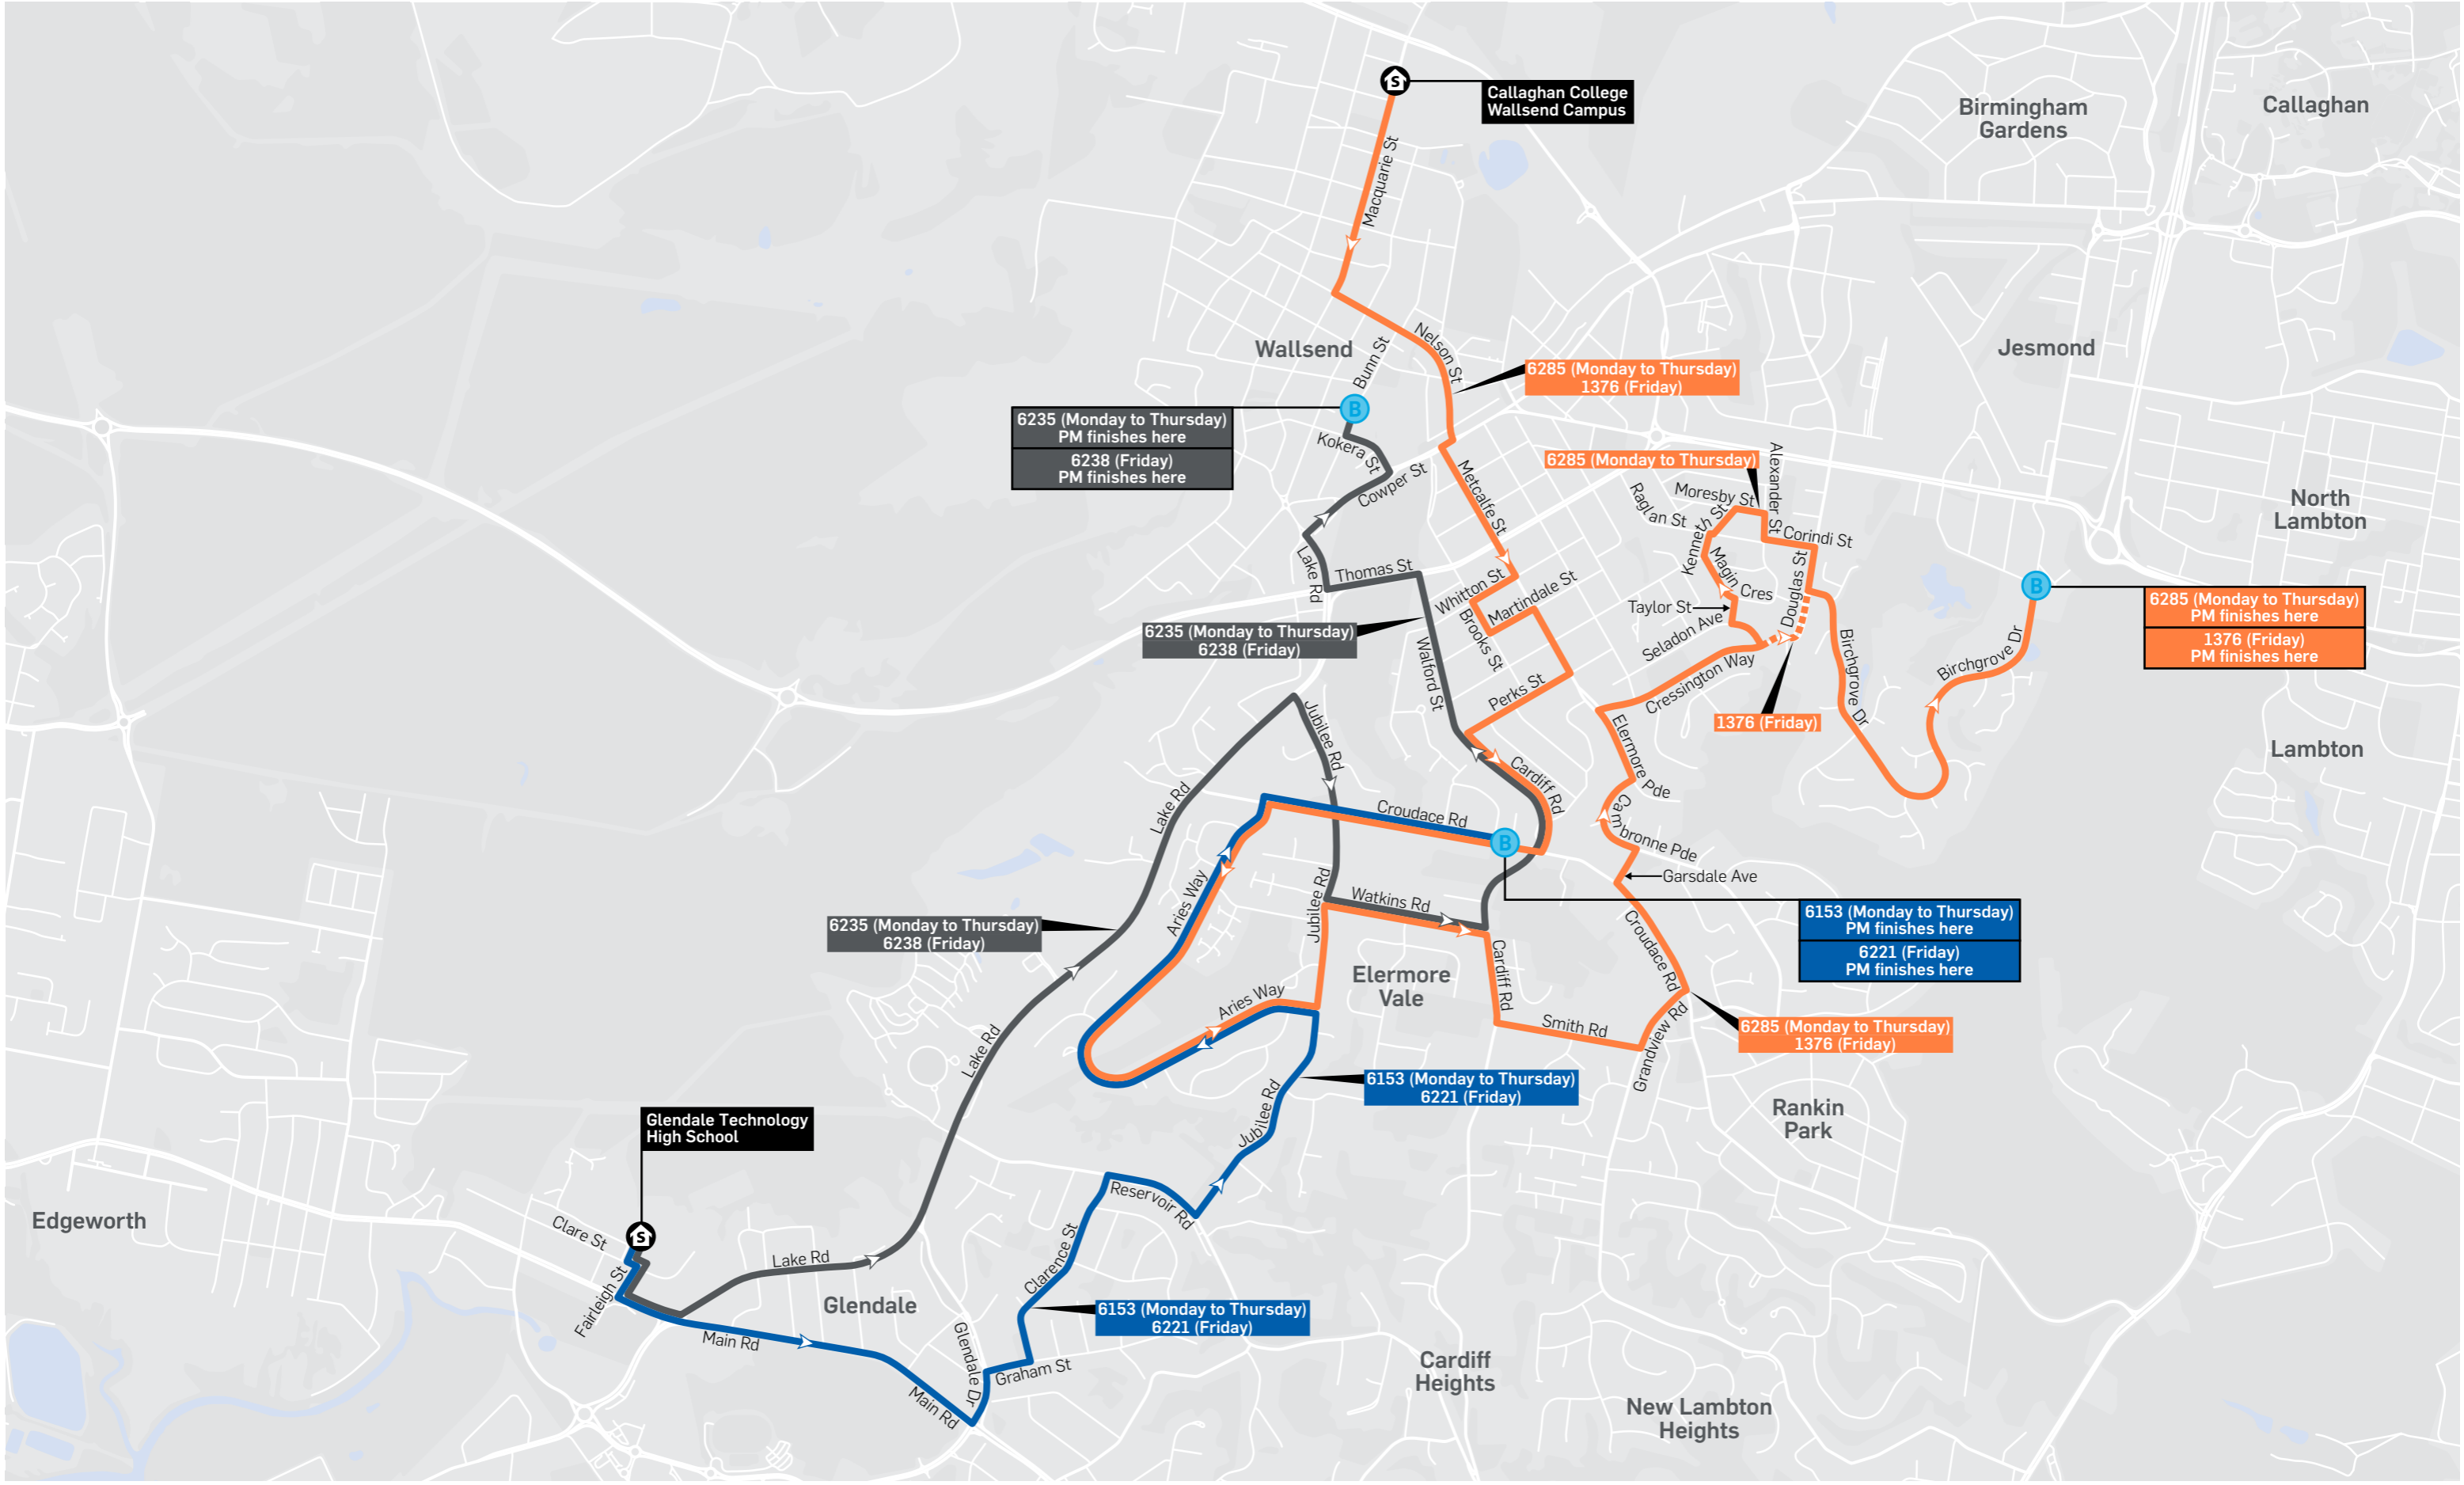 Callaghan College
Wallsend Campus
Birmingham
Gardens
Callaghan
Macquarie St
Wallsend
Bunn St
Nelson St
Jesmond
6285 (Monday to Thursday)
1376 (Friday)
B
6235 (Monday to Thursday)
PM finishes here
6238 (Friday)
PM finishes here
Kokera St
Cowper St
Metcalfe St
6285 (Monday to Thursday)
Alexander St
Moresby St
Raglan St
Kenneth St
Corindi St
North
Lambton
Lake Rd
Thomas St
Whitton St
Martindale St
Brooks St
Magin Cres
Taylor St
Seladon Ave
Douglas St
Cressington Way
1376 (Friday)
Birchgrove Dr
Birchgrove Dr
B
6285 (Monday to Thursday)
PM finishes here
1376 (Friday)
PM finishes here
6235 (Monday to Thursday)
6238 (Friday)
Walford St
Perks St
Jubilee Rd
Elermore Pde
Lambton
Cardiff Rd
Lake Rd
Croudace Rd
B
Cambronne Pde
Garsdale Ave
Aries Way
Jubilee Rd
Watkins Rd
6235 (Monday to Thursday)
6238 (Friday)
6153 (Monday to Thursday)
PM finishes here
6221 (Friday)
PM finishes here
Croudace Rd
Cardiff Rd
Elermore
Vale
Aries Way
Smith Rd
Grandview Rd
6285 (Monday to Thursday)
1376 (Friday)
Lake Rd
6153 (Monday to Thursday)
6221 (Friday)
Jubilee Rd
Rankin
Park
Glendale Technology
High School
S
S
Reservoir Rd
Edgeworth
Clare St
Fairleigh St
Lake Rd
Glendale
Clarence St
6153 (Monday to Thursday)
6221 (Friday)
Main Rd
Glendale Dr
Graham St
Main Rd
Cardiff
Heights
New Lambton
Heights